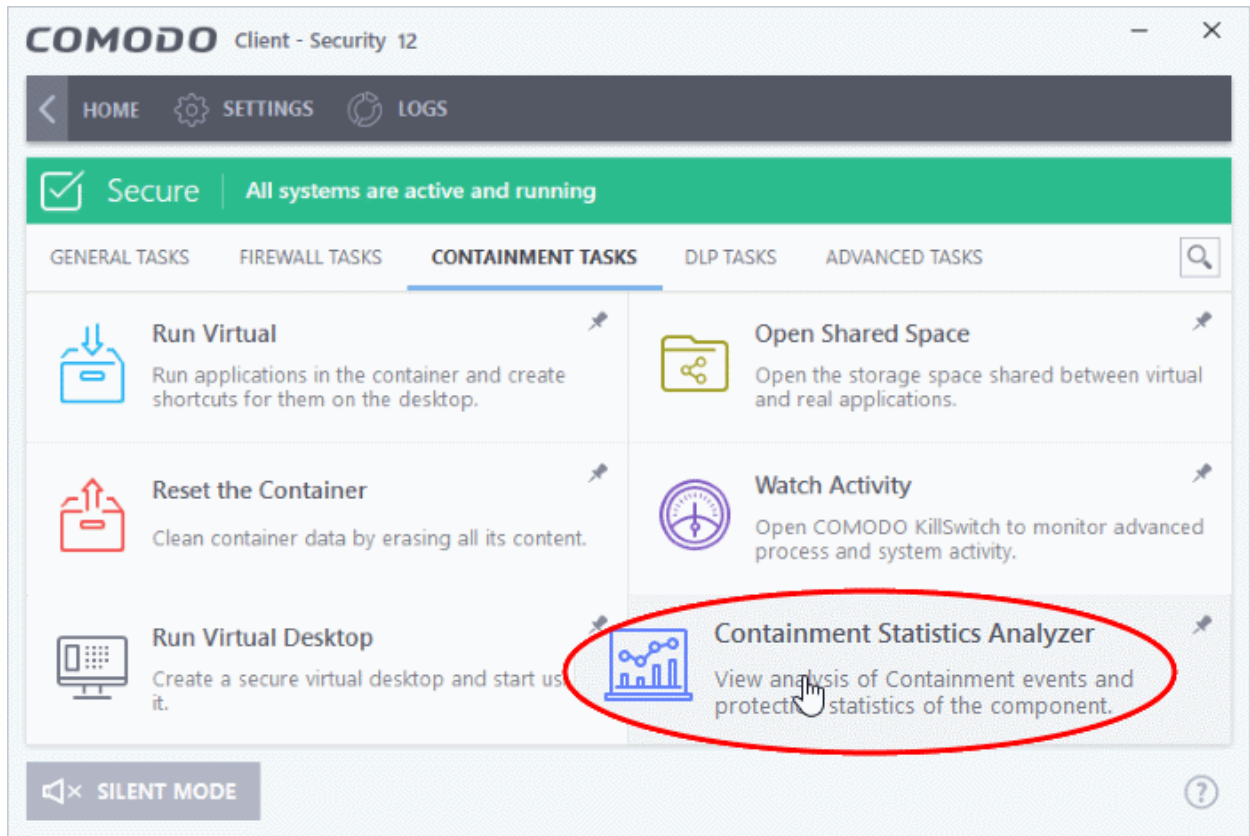 COMODO Client - Security 12
HOME SETTINGS LOGS
Secure All systems are active and running
GENERAL TASKS FIREWALL TASKS CONTAINMENT TASKS DLP TASKS ADVANCED TASKS
Run Virtual
Run applications in the container and create
shortcuts for them on the desktop.
Open Shared Space
Open the storage space shared between virtual
and real applications.
Reset the Container
Clean container data by erasing all its content.
Watch Activity
Open COMODO KillSwitch to monitor advanced
process and system activity.
Run Virtual Desktop
Create a secure virtual desktop and start
it.
Containment Statistics Analyzer
View analysis of Containment events and
protection statistics of the component.
SILENT MODE
?